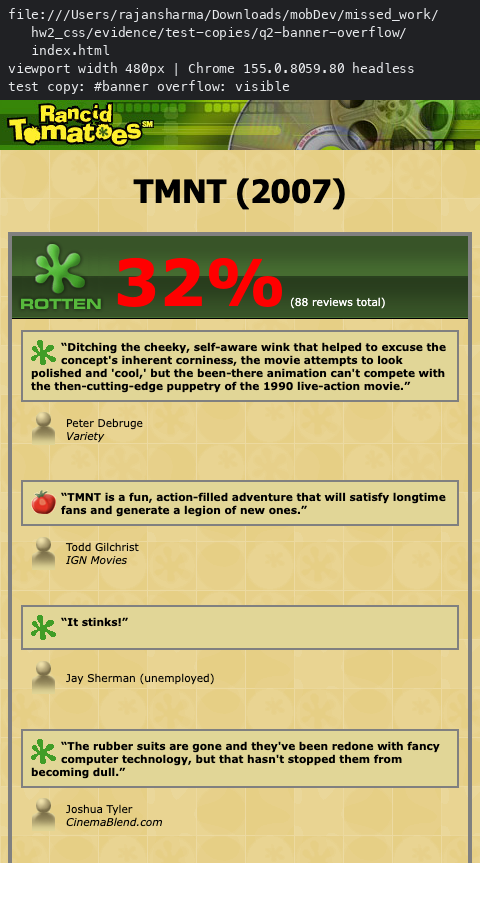 file:///Users/rajansharma/Downloads/mobDev/missed_work/
hw2_css/evidence/test-copies/q2-banner-overflow/
index.html
viewport width 480px | Chrome 155.0.8059.80 headless
test copy: #banner overflow: visible
Rancid
Tomatoes SM
TMNT (2007)
ROTTEN
32% (88 reviews total)
“Ditching the cheeky, self-aware wink that helped to excuse the
concept's inherent corniness, the movie attempts to look
polished and 'cool,' but the been-there animation can't compete with
the then-cutting-edge puppetry of the 1990 live-action movie.”
Peter Debruge
Variety
“TMNT is a fun, action-filled adventure that will satisfy longtime
fans and generate a legion of new ones.”
Todd Gilchrist
IGN Movies
“It stinks!”
Jay Sherman (unemployed)
“The rubber suits are gone and they've been redone with fancy
computer technology, but that hasn't stopped them from
becoming dull.”
Joshua Tyler
CinemaBlend.com